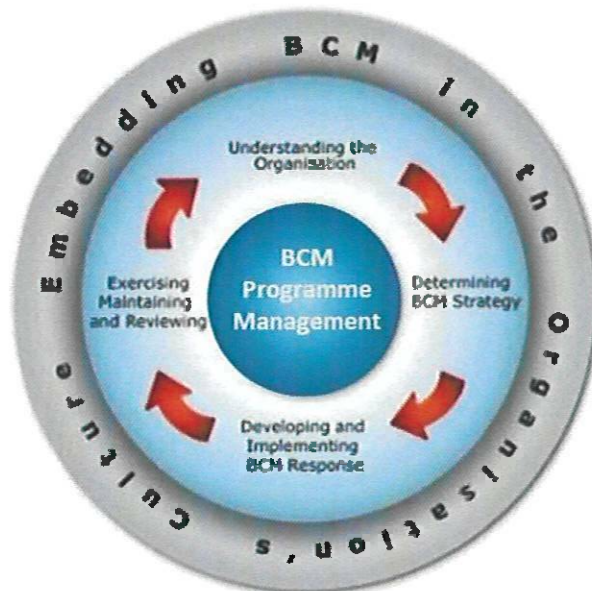 Embedding BCM in the Organisation's Culture
Understanding the
Organisation
Determining
BCM Strategy
Developing and
Implementing
BCM Response
Exercising
Maintaining
and Reviewing
BCM
Programme
Management